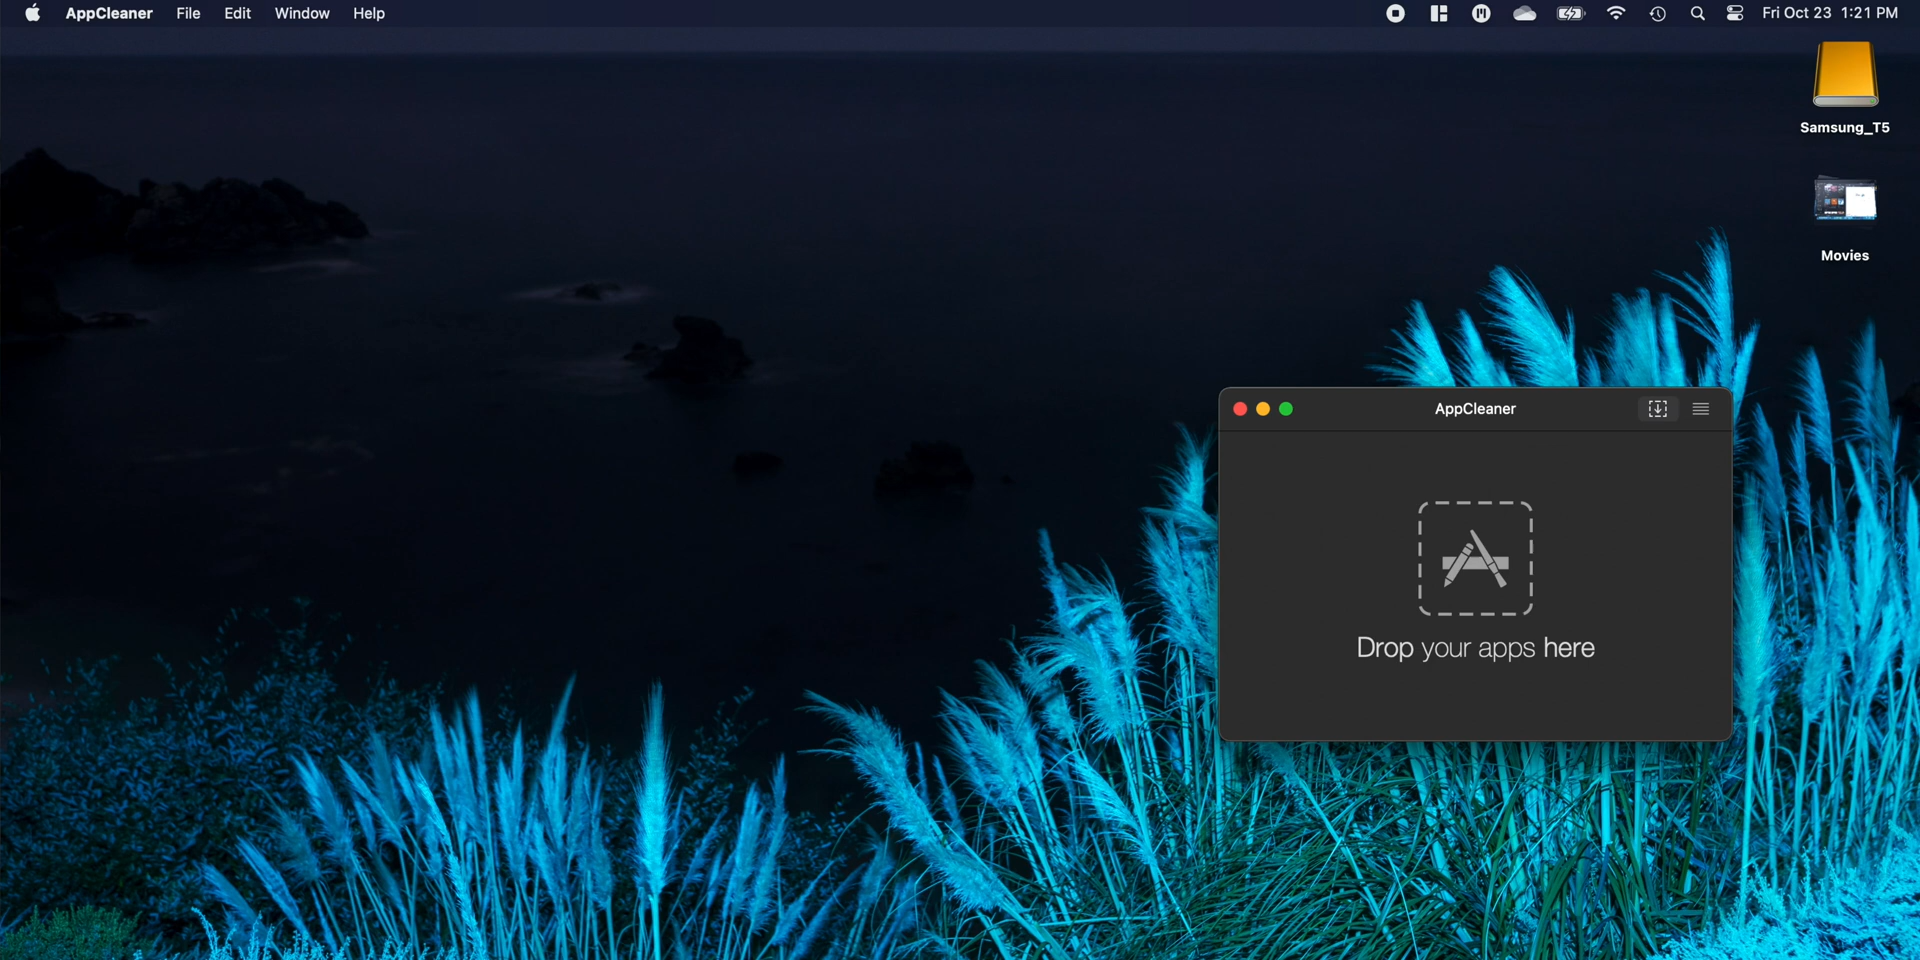 AppCleaner File Edit Window Help
Fri Oct 23 1:21 PM
Samsung_T5
Movies
AppCleaner
Drop your apps here